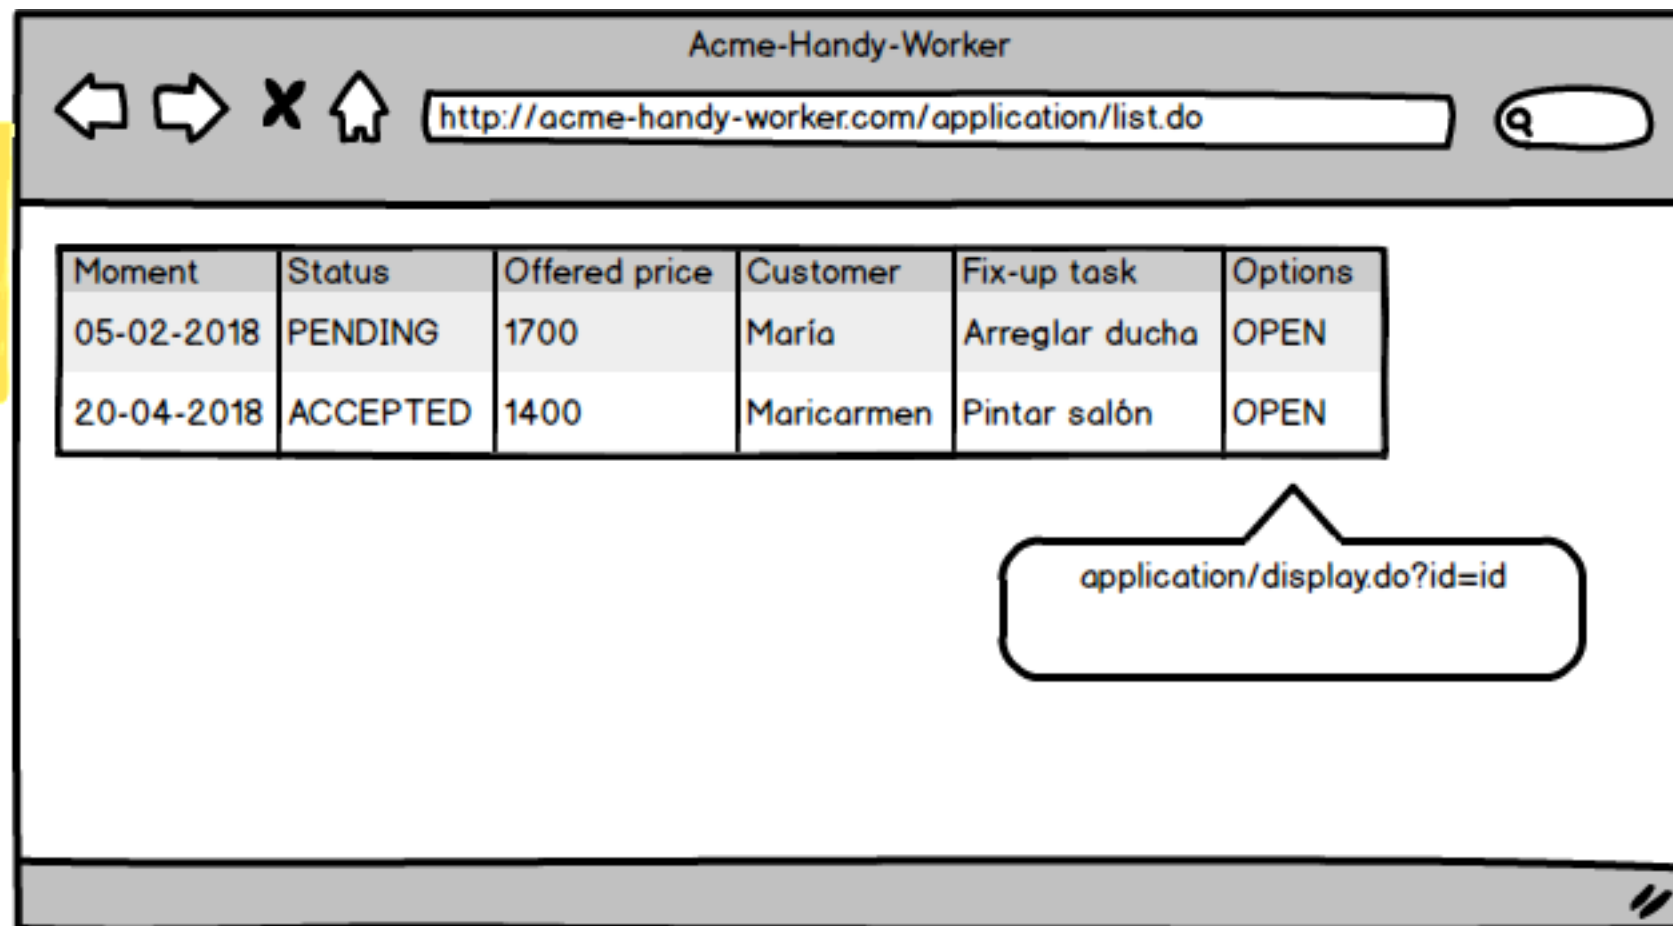 Acme-Handy-Worker
http://acme-handy-worker.com/application/list.do
Moment Status Offered price Customer Fix-up task Options
05-02-2018 PENDING 1700 María Arreglar ducha OPEN
20-04-2018 ACCEPTED 1400 Maricarmen Pintar salón OPEN
application/display.do?id=id